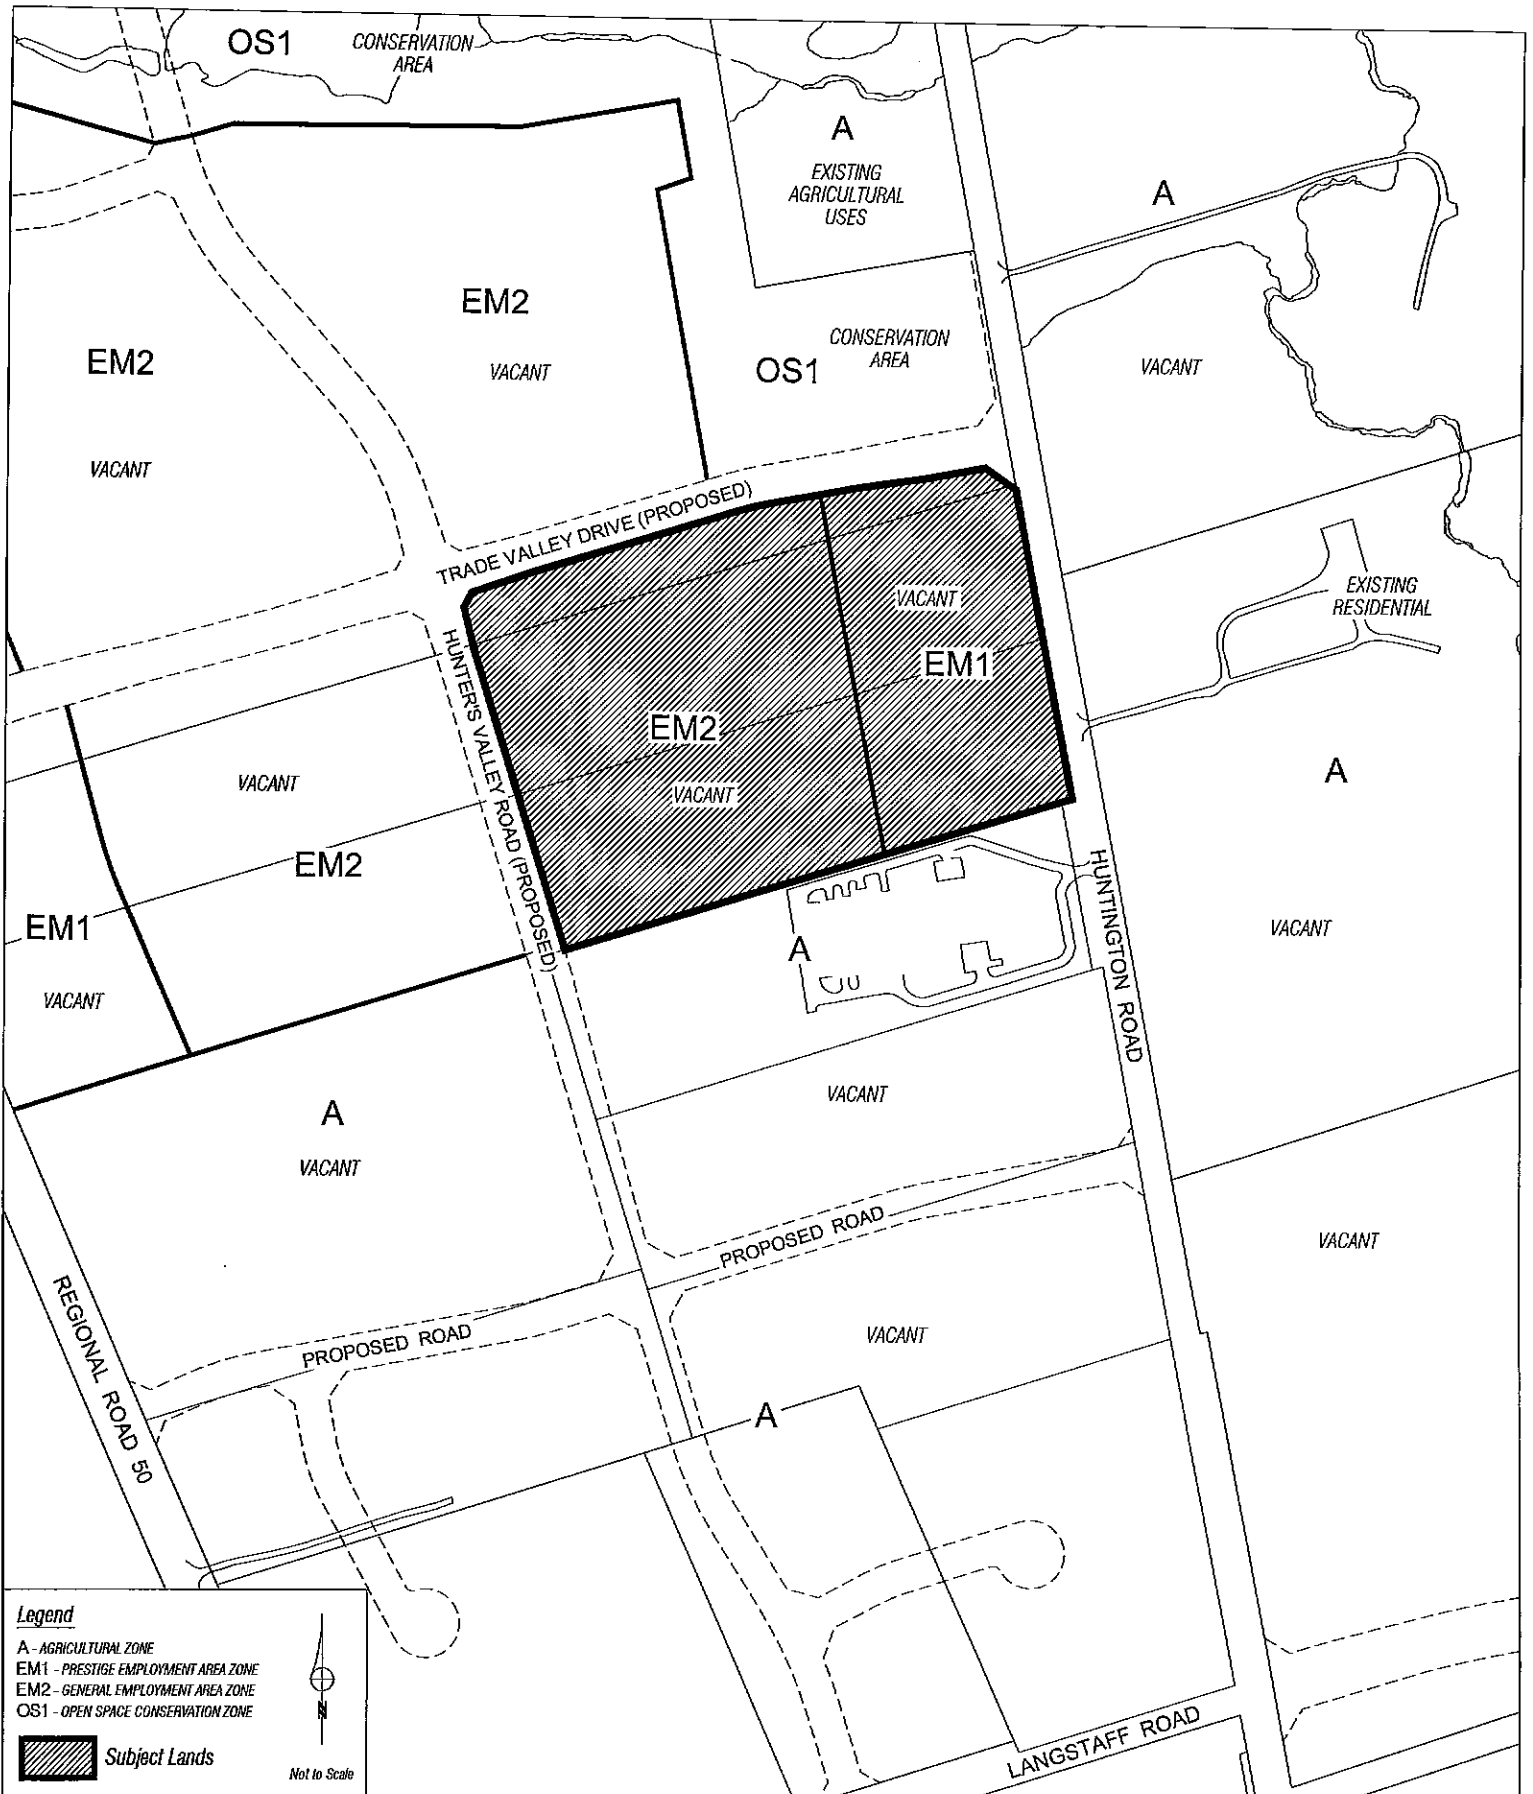 OS1
CONSERVATION
AREA
A
EXISTING
AGRICULTURAL
USES
A
EM2
VACANT
EM2
VACANT
CONSERVATION
AREA
OS1
VACANT
TRADE VALLEY DRIVE (PROPOSED)
VACANT
EM1
EXISTING
RESIDENTIAL
HUNTER'S VALLEY ROAD (PROPOSED)
EM2
VACANT
VACANT
EM2
A
EM1
VACANT
A
HUNTINGTON ROAD
VACANT
A
VACANT
VACANT
PROPOSED ROAD
VACANT
REGIONAL ROAD 50
PROPOSED ROAD
VACANT
A
Legend
A - AGRICULTURAL ZONE
EM1 - PRESTIGE EMPLOYMENT AREA ZONE
EM2 - GENERAL EMPLOYMENT AREA ZONE
OS1 - OPEN SPACE CONSERVATION ZONE
N
Subject Lands
Not to Scale
LANGSTAFF ROAD